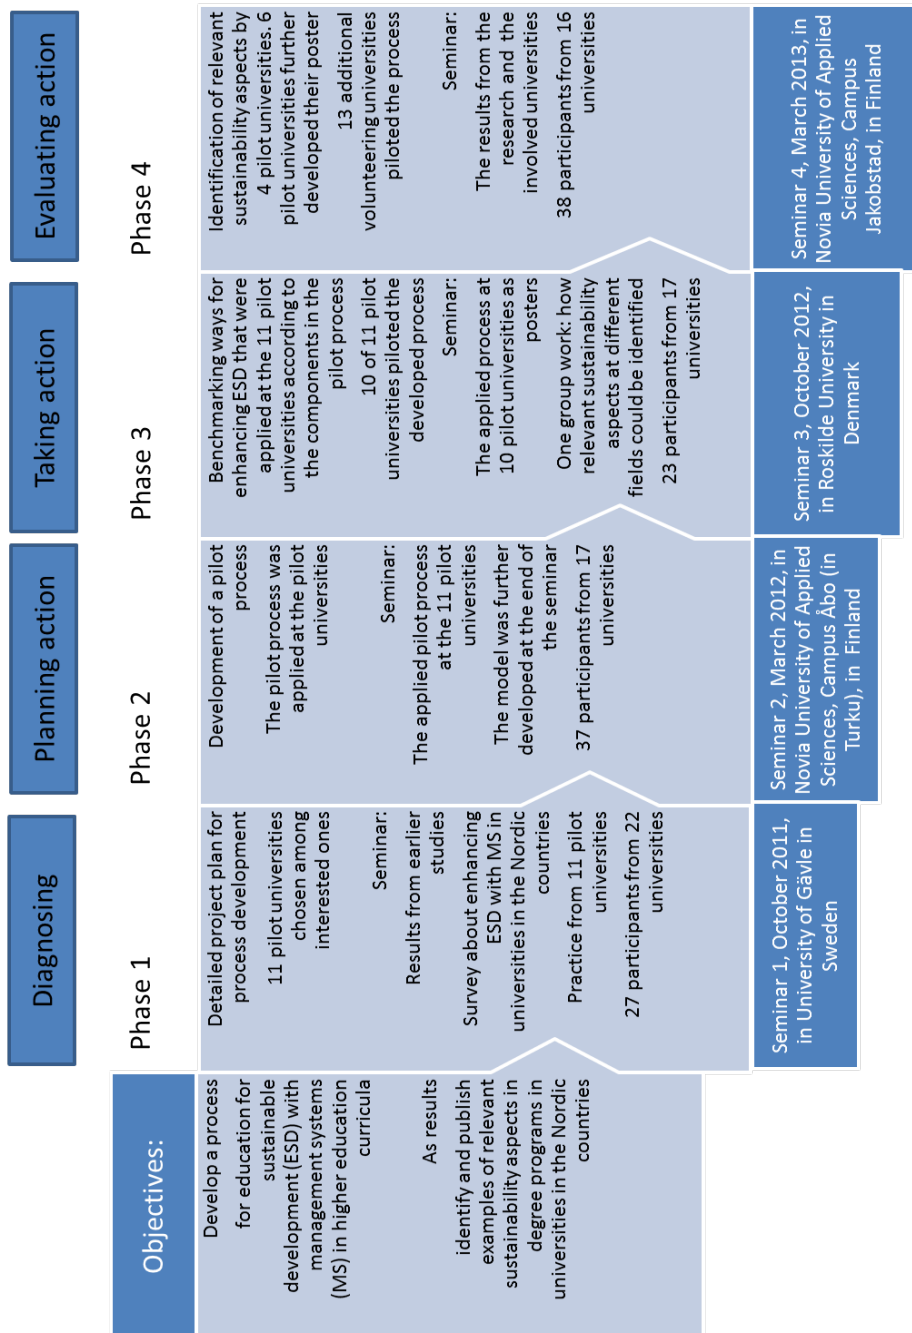 Objectives:
Develop a process
for education for
sustainable
development (ESD) with
management systems
(MS) in higher education
curricula
As results
identify and publish
examples of relevant
sustainability aspects in
degree programs in
universities in the Nordic
countries
Diagnosing
Phase 1
Detailed project plan for
process development
11 pilot universities
chosen among
interested ones
Seminar:
Results from earlier
studies
Survey about enhancing
ESD with MS in
universities in the Nordic
countries
Practice from 11 pilot
universities
27 participants from 22
universities
Seminar 1, October 2011,
in University of Gävle in
Sweden
Planning action
Phase 2
Development of a pilot
process
The pilot process was
applied at the pilot
universities
Seminar:
The applied pilot process
at the 11 pilot
universities
The model was further
developed at the end of
the seminar
37 participants from 17
universities
Seminar 2, March 2012, in
Novia University of Applied
Sciences, Campus Åbo (in
Turku), in Finland
Taking action
Phase 3
Benchmarking ways for
enhancing ESD that were
applied at the 11 pilot
universities according to
the components in the
pilot process
10 of 11 pilot
universities piloted the
developed process
Seminar:
The applied process at
10 pilot universities as
posters
One group work: how
relevant sustainability
aspects at different
fields could be identified
23 participants from 17
universities
Seminar 3, October 2012,
in Roskilde University in
Denmark
Evaluating action
Phase 4
Identification of relevant
sustainability aspects by
4 pilot universities. 6
pilot universities further
developed their poster
13 additional
volunteering universities
piloted the process
Seminar:
The results from the
research and the
involved universities
38 participants from 16
universities
Seminar 4, March 2013, in
Novia University of Applied
Sciences, Campus
Jakobstad, in Finland